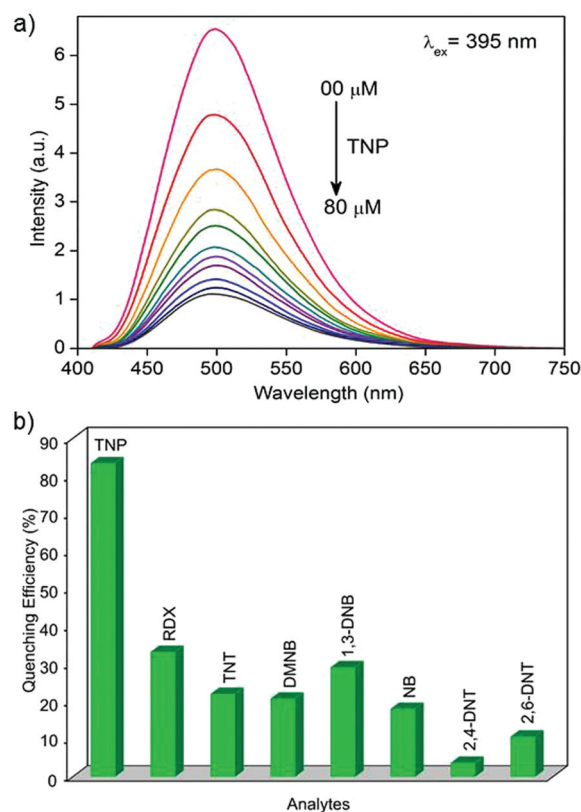 a)
λex= 395 nm
00 μM
TNP
80 μM
Intensity (a.u.)
6
5
4
3
2
1
0
400 450 500 550 600 650 700 750
Wavelength (nm)
b)
Quenching Efficiency (%)
90
80
70
60
50
40
30
20
10
0
TNP
RDX
TNT
DMNB
1,3-DNB
NB
2,4-DNT
2,6-DNT
Analytes